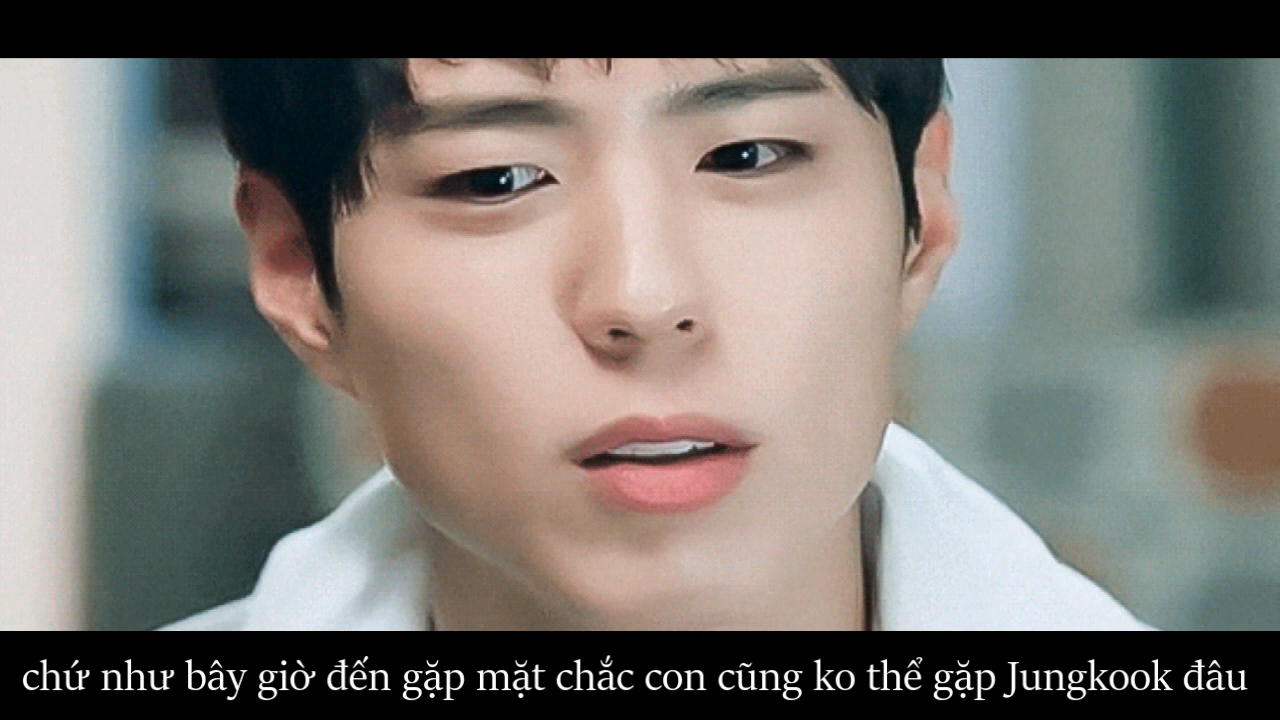 chứ như bây giờ đến gặp mặt chắc con cũng ko thể gặp Jungkook đâu